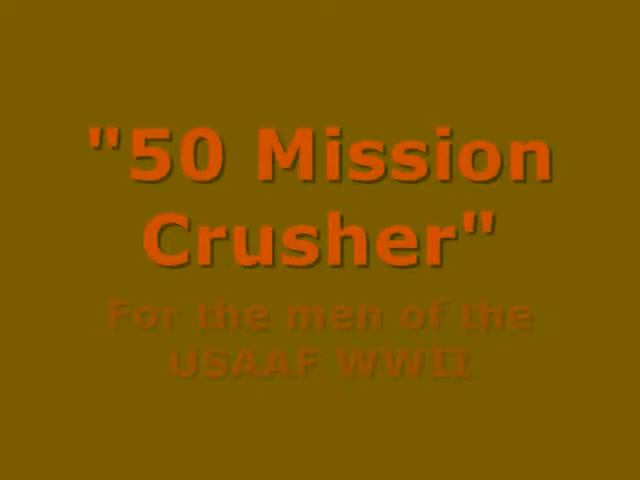 "50 Mission
Crusher"
For the men of the
USAAF WWII